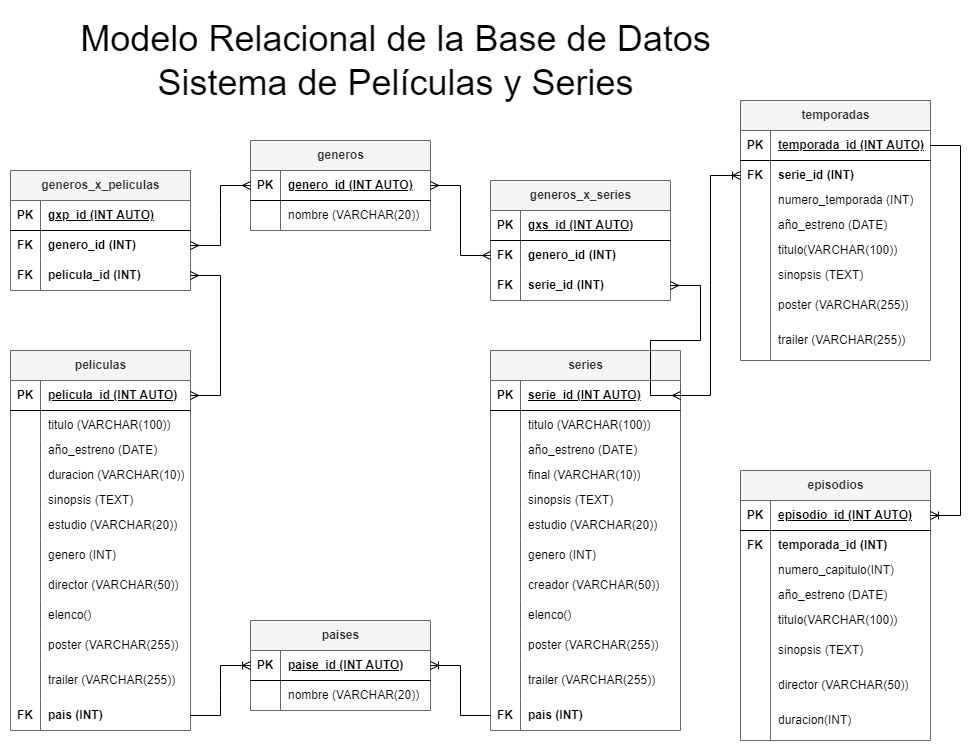 Modelo Relacional de la Base de Datos
Sistema de Películas y Series
generos_x_peliculas
PK gxp_id (INT AUTO)
FK genero_id (INT)
FK pelicula_id (INT)
generos
PK genero_id (INT AUTO)
nombre (VARCHAR(20))
generos_x_series
PK gxs_id (INT AUTO)
FK genero_id (INT)
FK serie_id (INT)
temporadas
PK temporada_id (INT AUTO)
FK serie_id (INT)
numero_temporada (INT)
año_estreno (DATE)
titulo(VARCHAR(100))
sinopsis (TEXT)
poster (VARCHAR(255))
trailer (VARCHAR(255))
peliculas
PK pelicula_id (INT AUTO)
titulo (VARCHAR(100))
año_estreno (DATE)
duracion (VARCHAR(10))
sinopsis (TEXT)
estudio (VARCHAR(20))
genero (INT)
director (VARCHAR(50))
elenco()
poster (VARCHAR(255))
trailer (VARCHAR(255))
FK pais (INT)
paises
PK paise_id (INT AUTO)
nombre (VARCHAR(20))
series
PK serie_id (INT AUTO)
titulo (VARCHAR(100))
año_estreno (DATE)
final (VARCHAR(10))
sinopsis (TEXT)
estudio (VARCHAR(20))
genero (INT)
creador (VARCHAR(50))
elenco()
poster (VARCHAR(255))
trailer (VARCHAR(255))
FK pais (INT)
episodios
PK episodio_id (INT AUTO)
FK temporada_id (INT)
numero_capitulo(INT)
año_estreno (DATE)
titulo(VARCHAR(100))
sinopsis (TEXT)
director (VARCHAR(50))
duracion(INT)